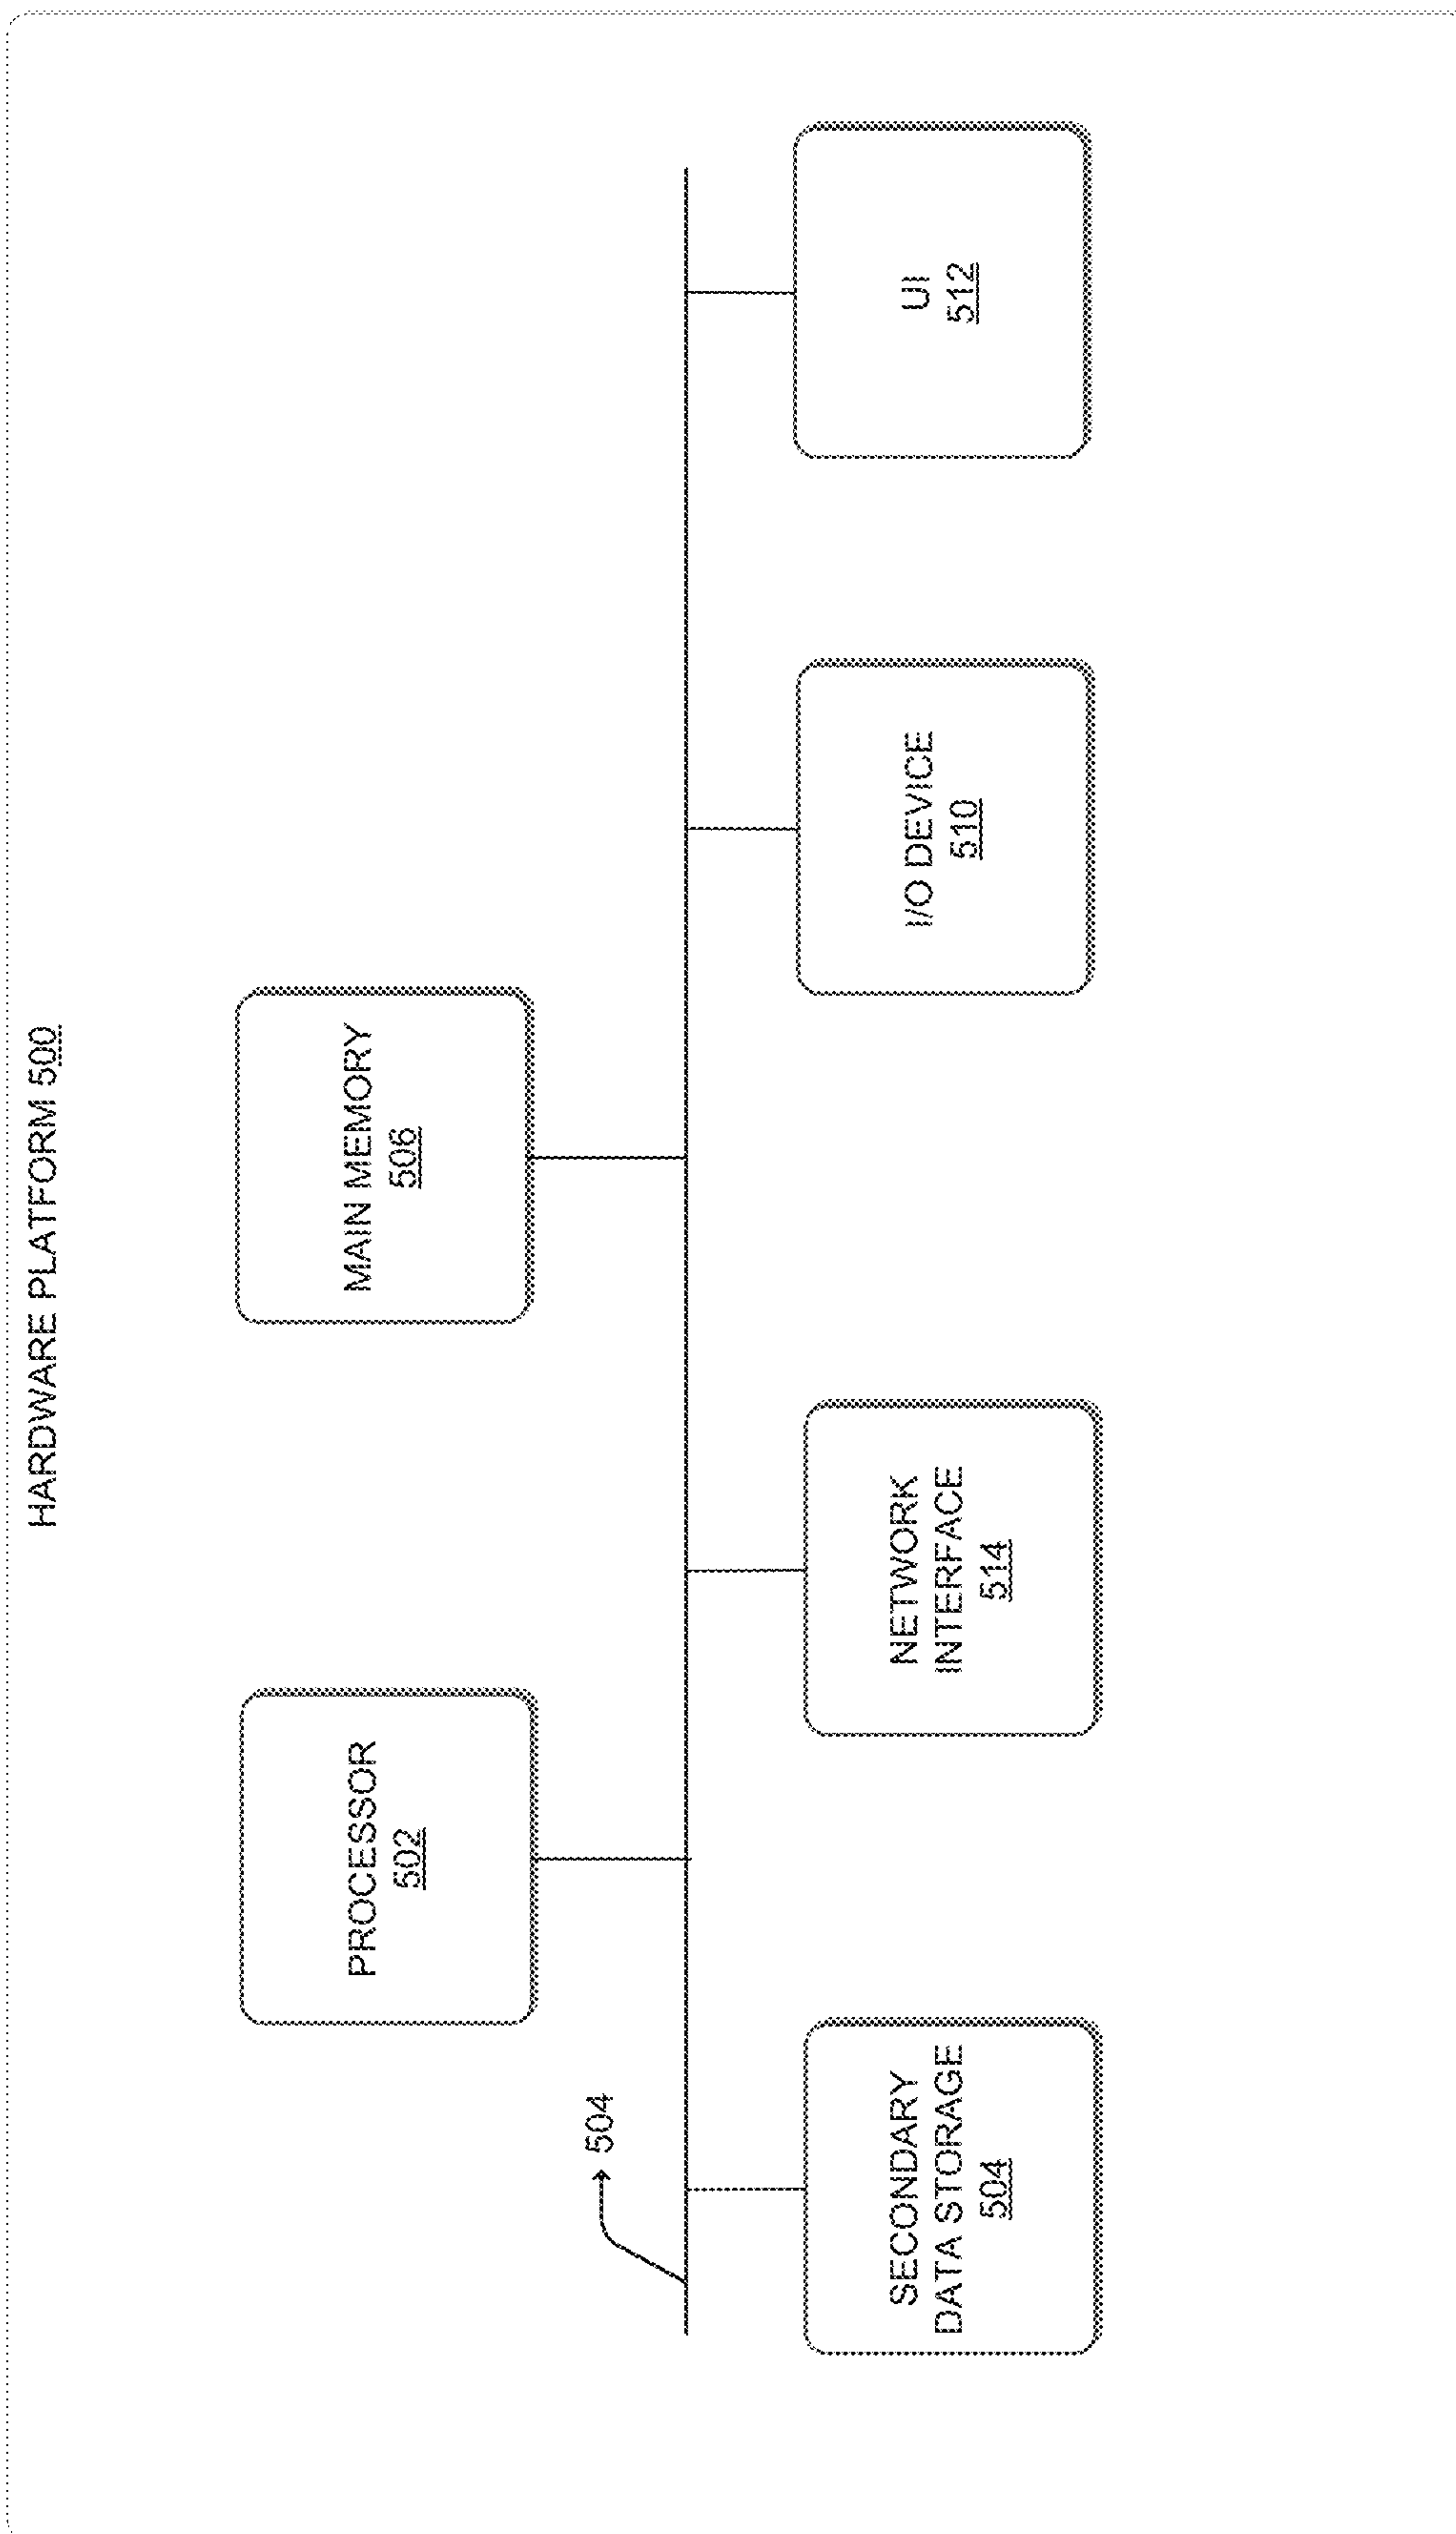 HARDWARE PLATFORM 500
PROCESSOR
502
MAIN MEMORY
506
504
SECONDARY
DATA STORAGE
504
NETWORK
INTERFACE
514
I/O DEVICE
510
UI
512